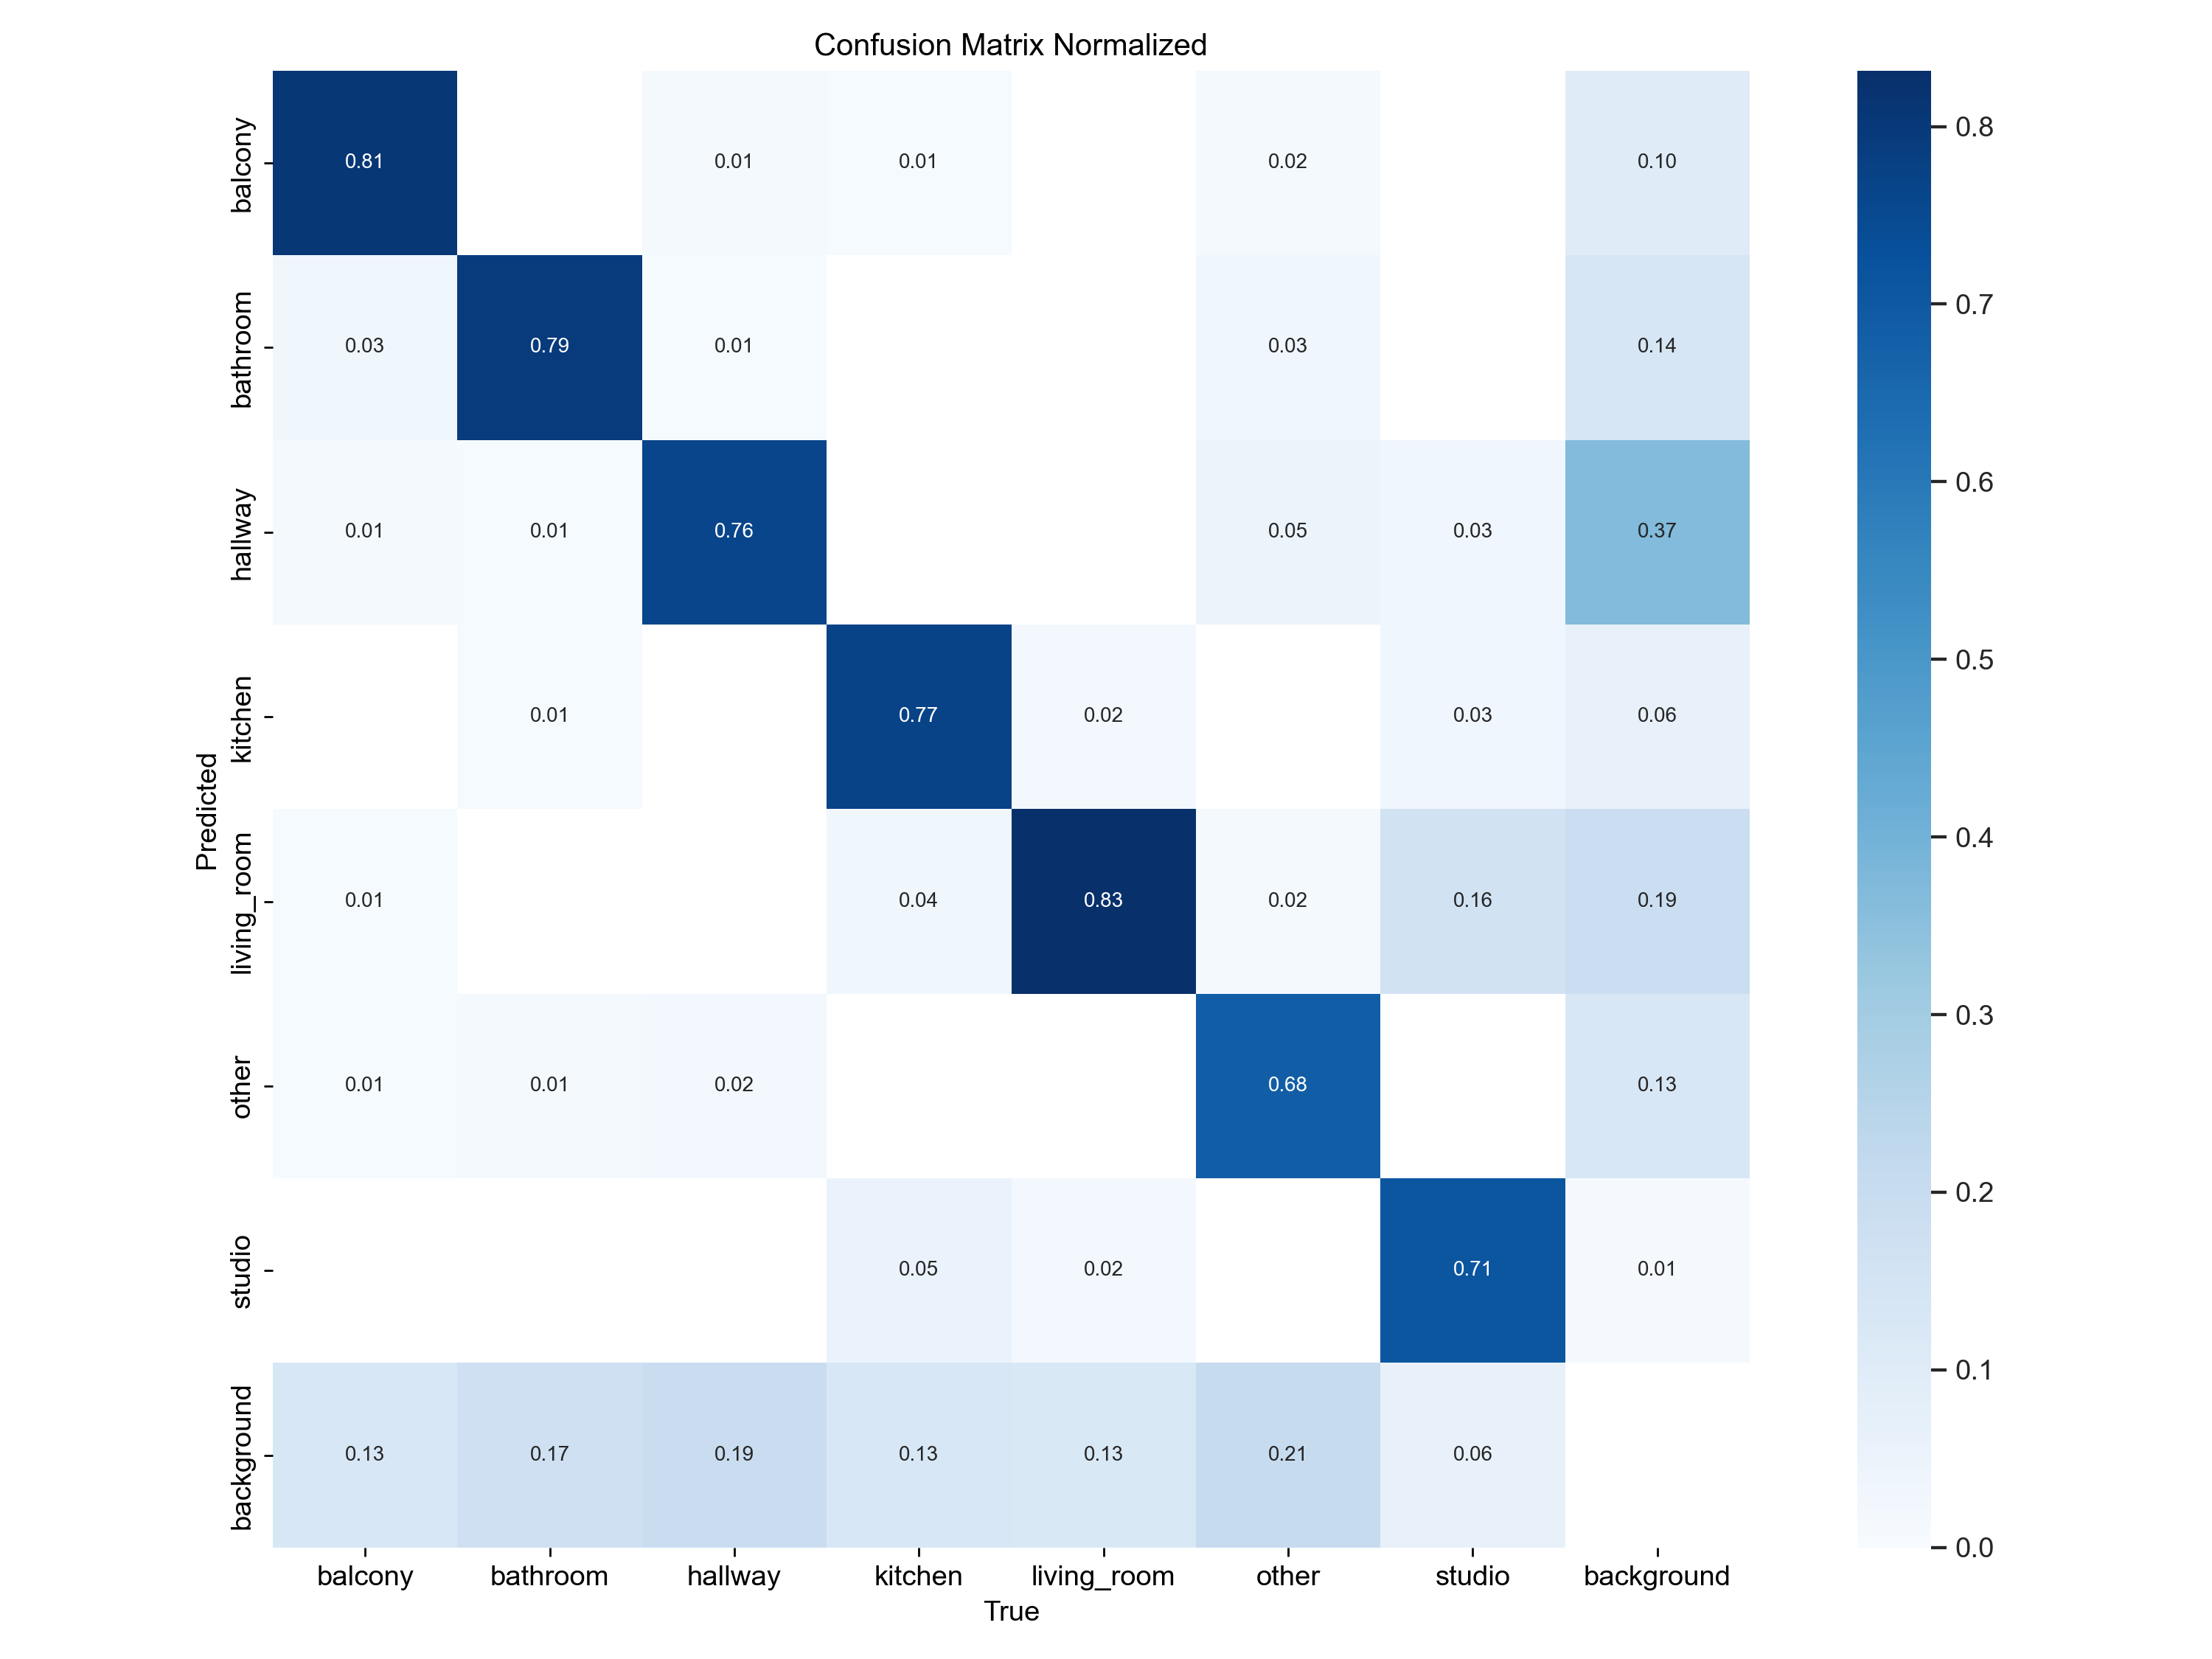 Confusion Matrix Normalized
balcony 0.81 0.01 0.01 0.02 0.10
bathroom 0.03 0.79 0.01 0.03 0.14
hallway 0.01 0.01 0.76 0.05 0.03 0.37
kitchen 0.01 0.77 0.02 0.03 0.06
living_room 0.01 0.04 0.83 0.02 0.16 0.19
other 0.01 0.01 0.02 0.68 0.13
studio 0.05 0.02 0.71 0.01
background 0.13 0.17 0.19 0.13 0.13 0.21 0.06
Predicted
balcony bathroom hallway kitchen living_room other studio background
True
0.8
0.7
0.6
0.5
0.4
0.3
0.2
0.1
0.0